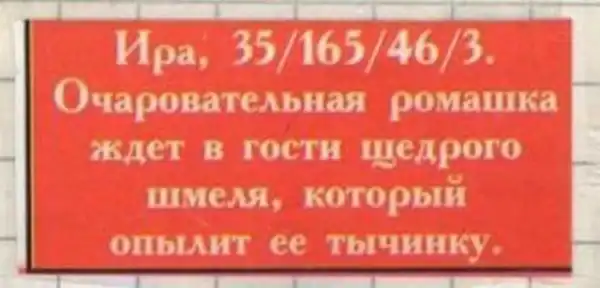 Ира, 35/165/46/3.
Очаровательная ромашка
ждет в гости щедрого
шмеля, который
опылит ее тычинку.